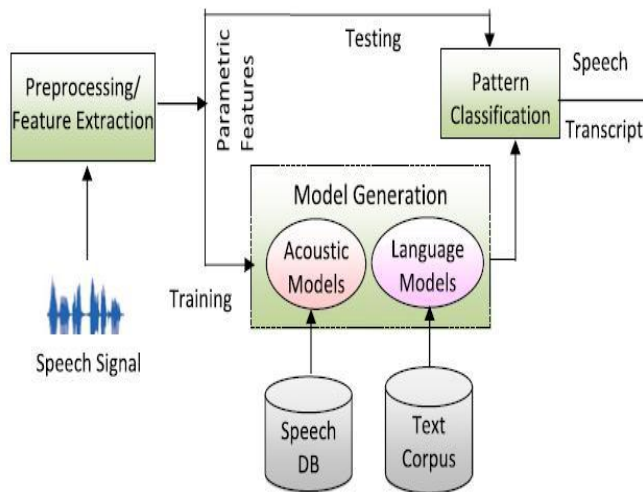 Preprocessing/
Feature Extraction
Parametric
Features
Testing
Pattern
Classification
Speech
Transcript
Model Generation
Acoustic
Models
Language
Models
Training
Speech Signal
Speech
DB
Text
Corpus